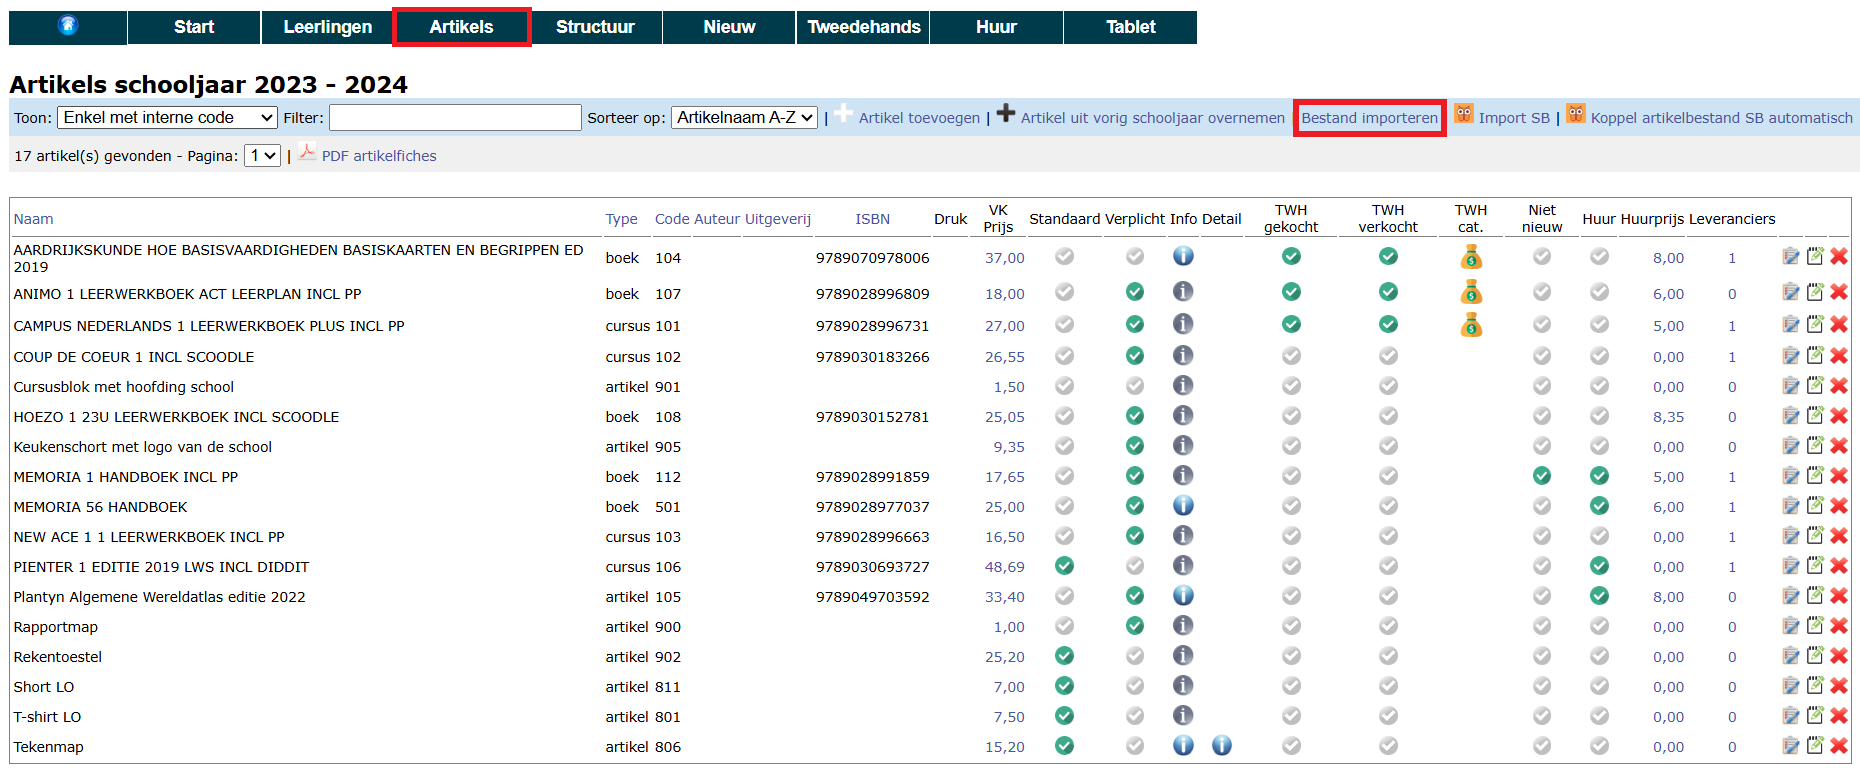 Start Leerlingen Artikels Structuur Nieuw Tweedehands Huur Tablet
Artikels schooljaar 2023 - 2024
Toon: Enkel met interne code Filter: Sorteer op: Artikelnaam A-Z | Artikel toevoegen | Artikel uit vorig schooljaar overnemen | Bestand importeren Import SB | Koppel artikelbestand SB automatisch
17 artikel(s) gevonden - Pagina: 1 | PDF artikelfiches
Naam Type Code Auteur Uitgeverij ISBN Druk VK Prijs Standaard Verplicht Info Detail TWH gekocht TWH verkocht TWH cat. Niet nieuw Huur Huurprijs Leveranciers
AARDRIJKSKUNDE HOE BASISVAARDIGHEDEN BASISKAARTEN EN BEGRIPPEN ED
2019 boek 104 9789070978006 37,00 8,00 1
ANIMO 1 LEERWERKBOEK ACT LEERPLAN INCL PP boek 107 9789028996809 18,00 6,00 0
CAMPUS NEDERLANDS 1 LEERWERKBOEK PLUS INCL PP cursus 101 9789028996731 27,00 5,00 1
COUP DE COEUR 1 INCL SCOODLE cursus 102 9789030183266 26,55 0,00 1
Cursusblok met hoofding school artikel 901 1,50 0,00 0
HOEZO 1 23U LEERWERKBOEK INCL SCOODLE boek 108 9789030152781 25,05 8,35 0
Keukenschort met logo van de school artikel 905 9,35 0,00 0
MEMORIA 1 HANDBOEK INCL PP boek 112 9789028991859 17,65 5,00 1
MEMORIA 56 HANDBOEK boek 501 9789028977037 25,00 6,00 1
NEW ACE 1 1 LEERWERKBOEK INCL PP cursus 103 9789028996663 16,50 0,00 1
PIENTER 1 EDITIE 2019 LWS INCL DIDDIT cursus 106 9789030693727 48,69 0,00 1
Plantyn Algemene Wereldatlas editie 2022 artikel 105 9789049703592 33,40 8,00 0
Rapportmap artikel 900 1,00 0,00 0
Rekentoestel artikel 902 25,20 0,00 0
Short LO artikel 811 7,00 0,00 0
T-shirt LO artikel 801 7,50 0,00 0
Tekenmap artikel 806 15,20 0,00 0